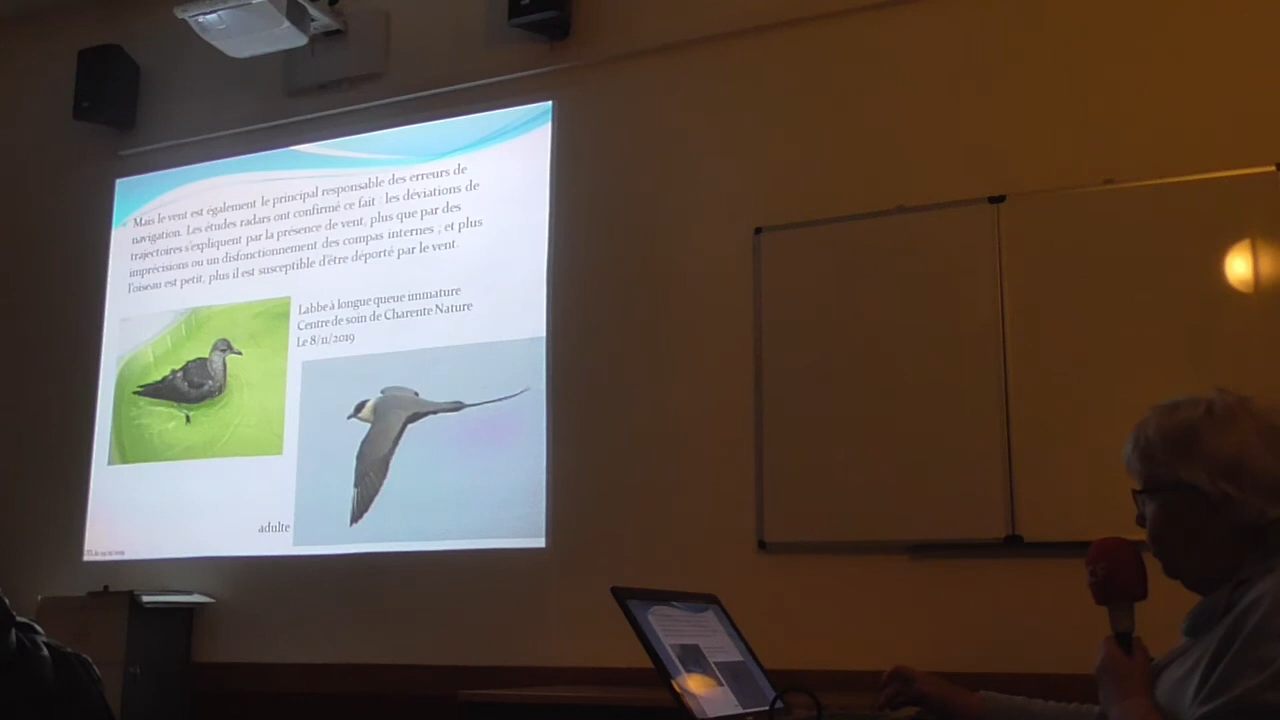 Mais le vent est également le principal responsable des erreurs de
navigation. Les études radars ont confirmé ce fait : les déviations de
trajectoires s'expliquent par la présence de vent, plus que par des
imprécisions ou un disfonctionnement des compas internes ; et plus
l'oiseau est petit, plus il est susceptible d'être déporté par le vent.
Labbe à longue queue immature
Centre de soin de Charente Nature
Le 8/11/2019
adulte